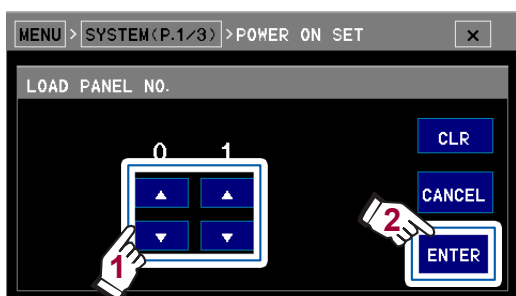 MENU > SYSTEM(P.1/3) >POWER ON SET ×
LOAD PANEL NO.
0 1
CLR
CANCEL
ENTER
1
2